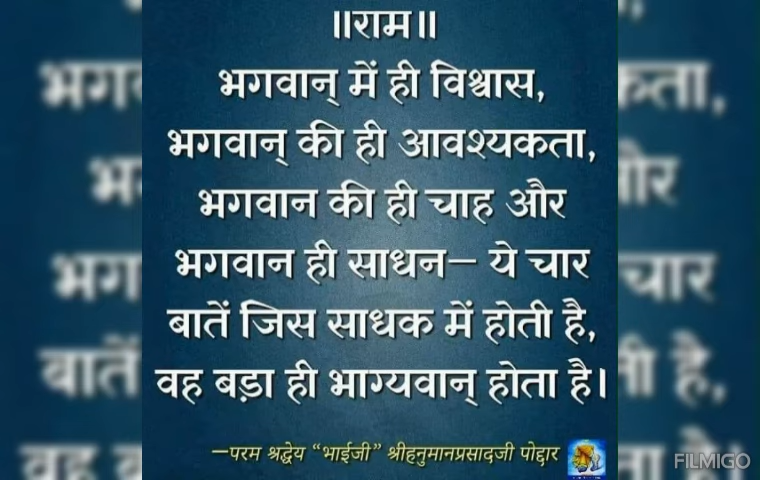 ॥राम॥
भगवान् में ही विश्वास,
भगवान् की ही आवश्यकता,
भगवान की ही चाह और
भगवान ही साधन— ये चार
बातें जिस साधक में होती है,
वह बड़ा ही भाग्यवान् होता है।
—परम श्रद्धेय “भाईजी” श्रीहनुमानप्रसादजी पोद्दार
FILMIGO